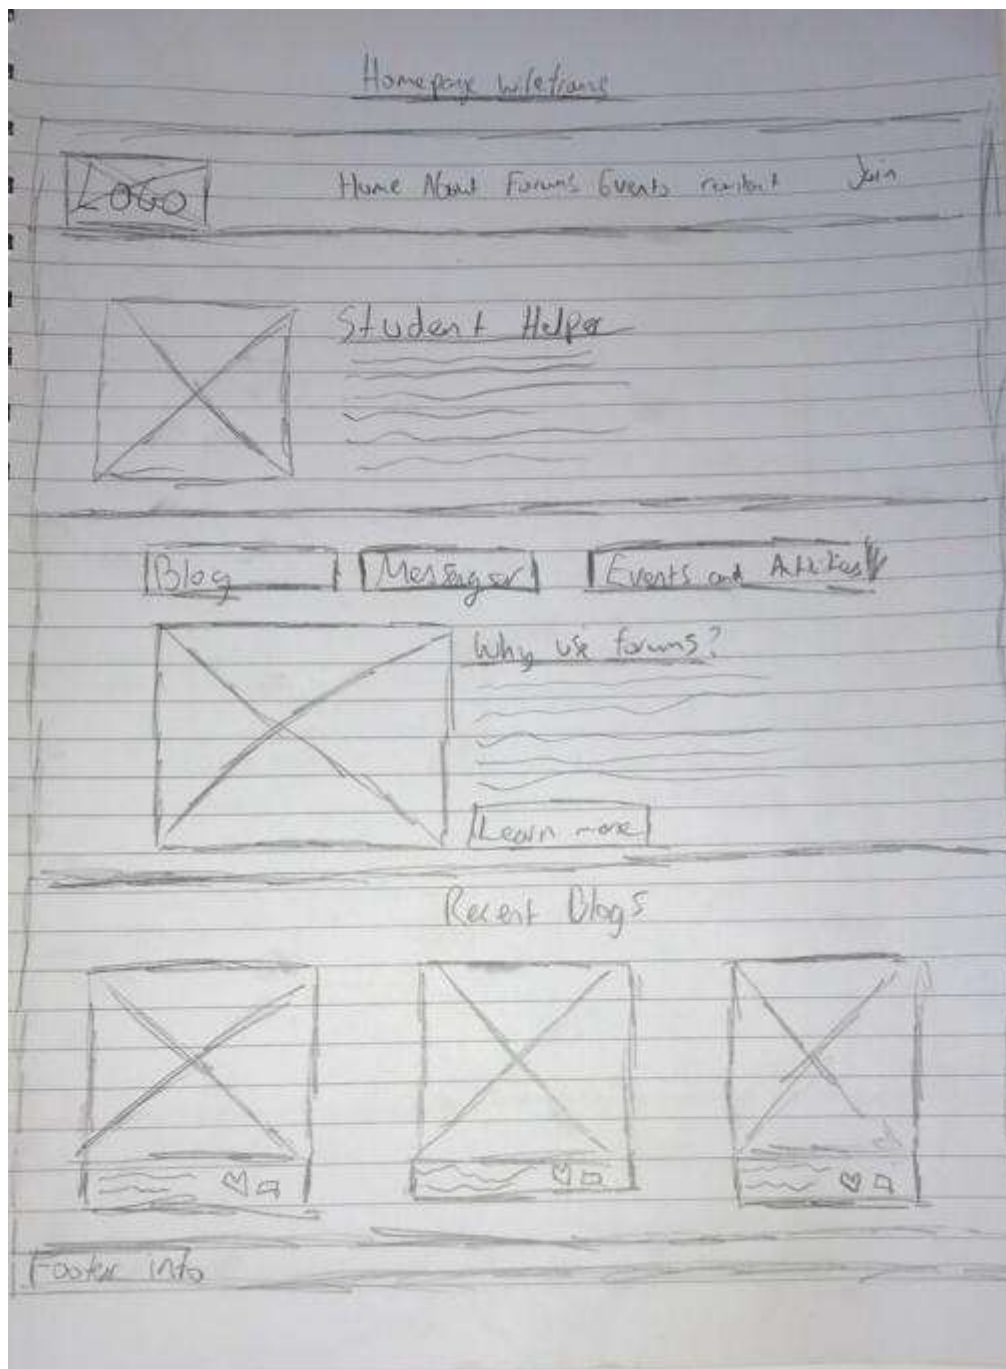 Homepage wireframe
LOGO Home About Forums Events contact Join
Student Helper
Blog Messager Events and Activities
Why use forums?
Learn more
Recent Blogs
Footer info